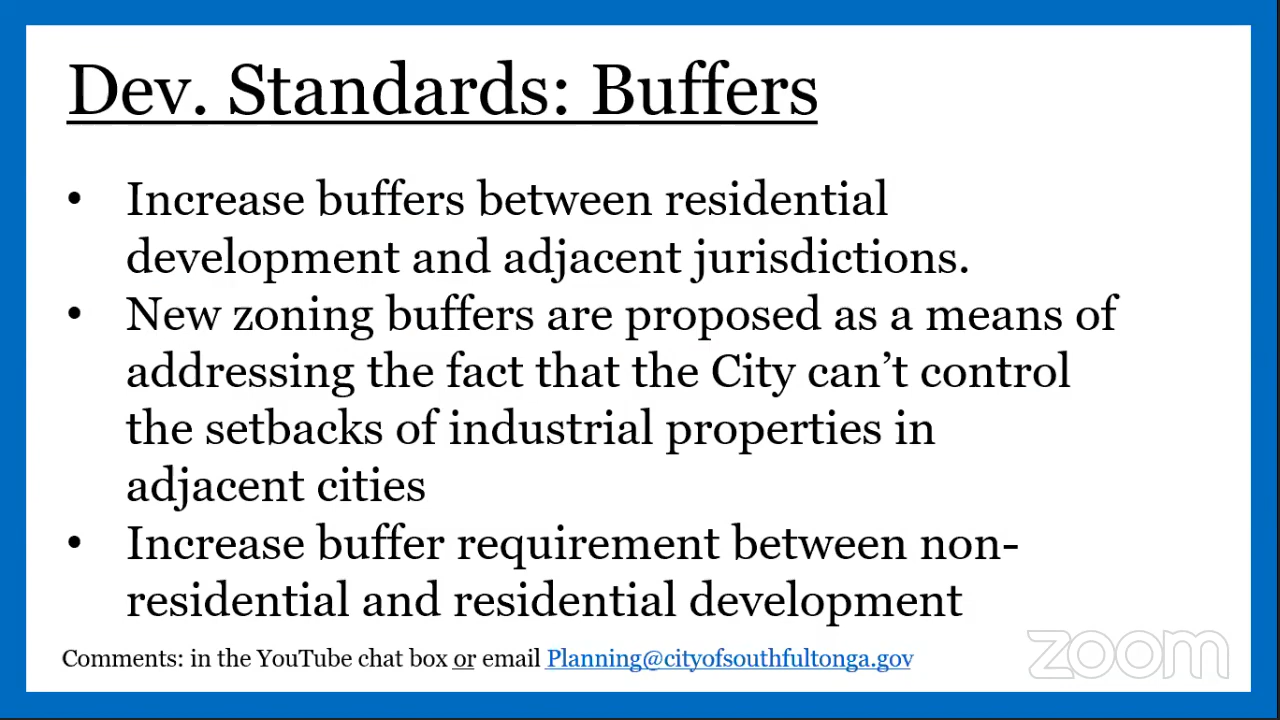 Dev. Standards: Buffers
• Increase buffers between residential
development and adjacent jurisdictions.
• New zoning buffers are proposed as a means of
addressing the fact that the City can’t control
the setbacks of industrial properties in
adjacent cities
• Increase buffer requirement between non-
residential and residential development
Comments: in the YouTube chat box or email Planning@cityofsouthfultonga.gov
zoom